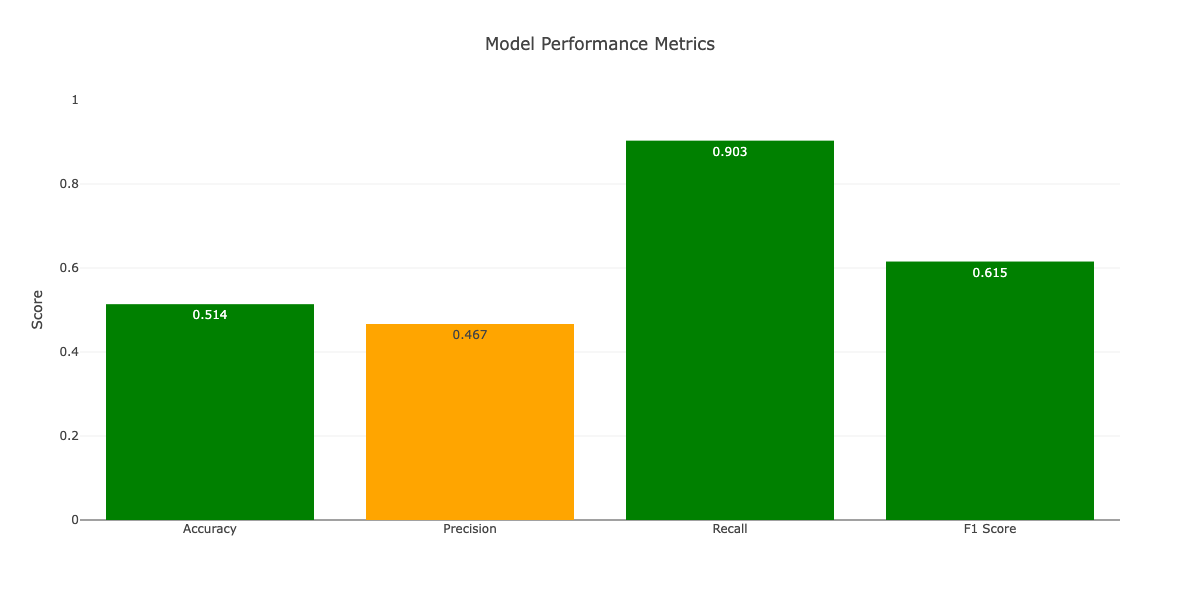 Model Performance Metrics
Score
1
0.8
0.6
0.4
0.2
0
0.514
0.467
0.903
0.615
Accuracy
Precision
Recall
F1 Score